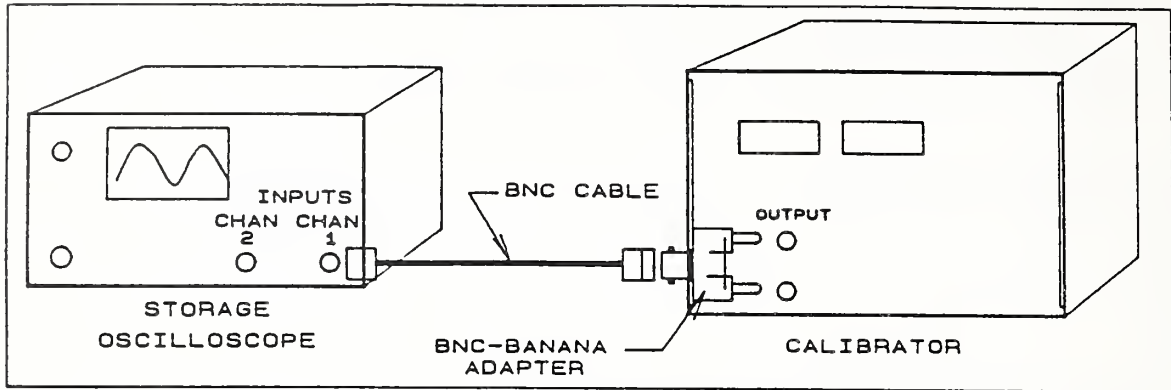 INPUTS
CHAN CHAN
2 1
STORAGE
OSCILLOSCOPE
BNC CABLE
BNC-BANANA
ADAPTER
OUTPUT
CALIBRATOR